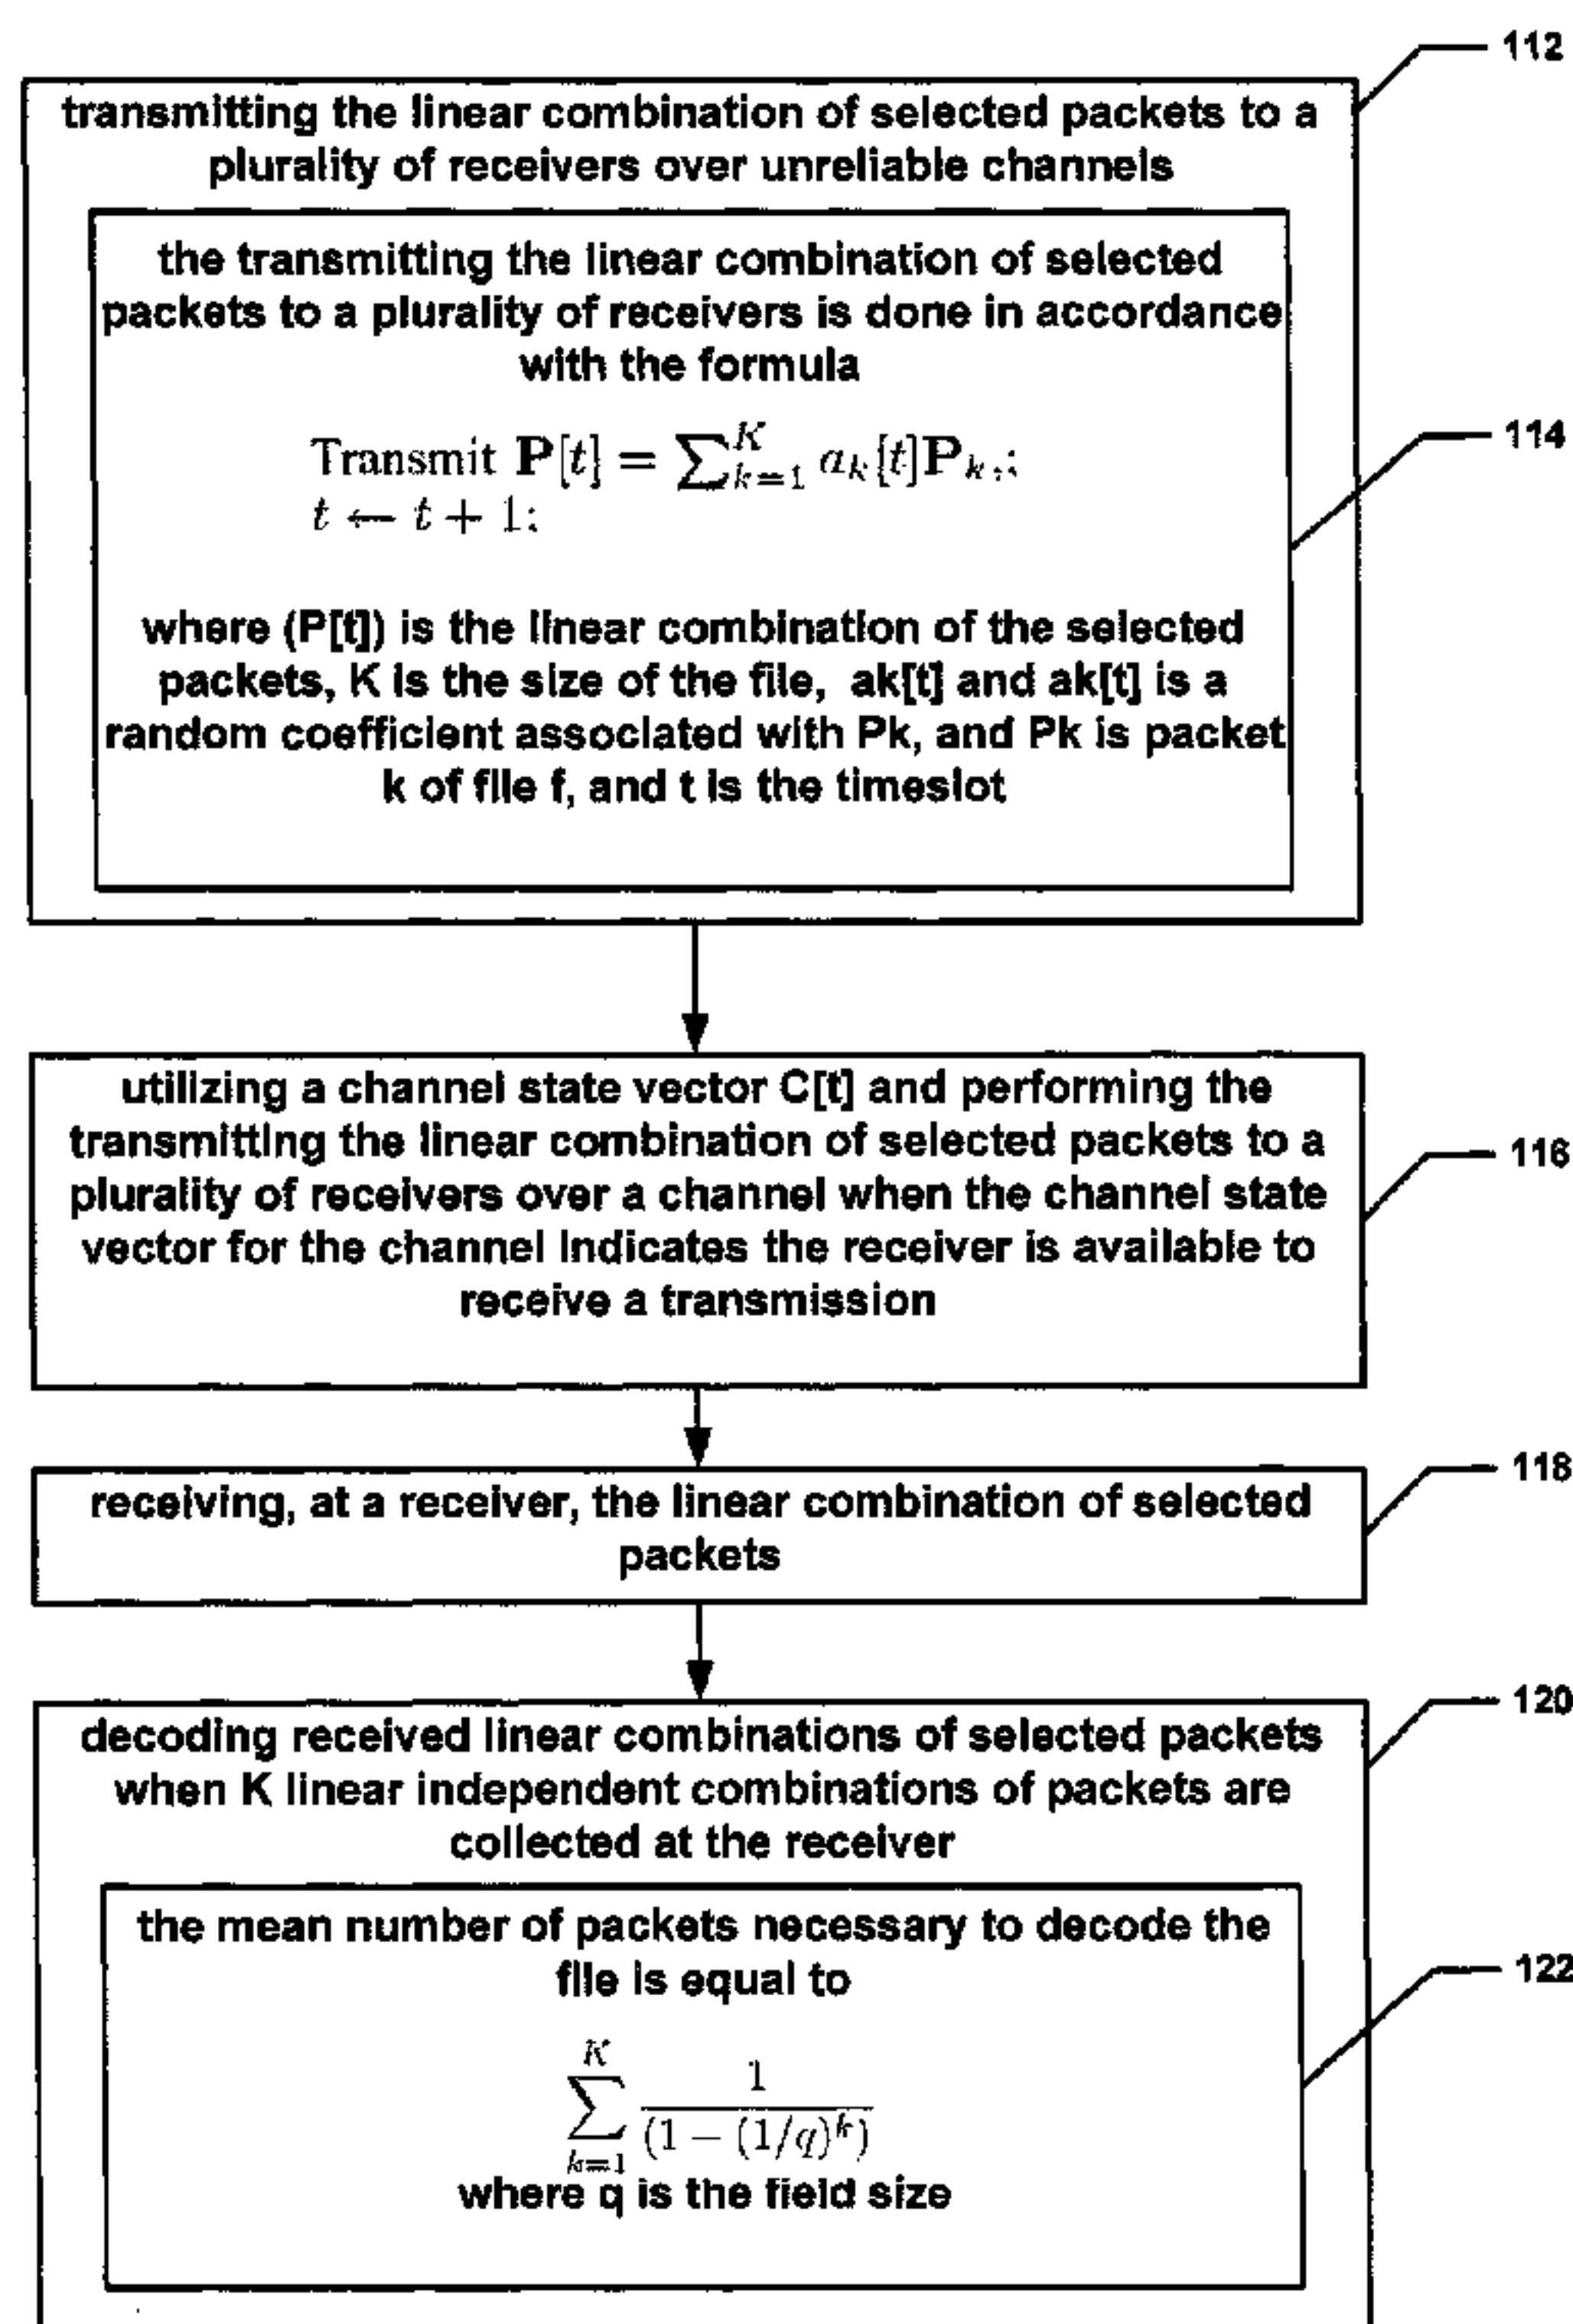 112
transmitting the linear combination of selected packets to a
plurality of receivers over unreliable channels
the transmitting the linear combination of selected
packets to a plurality of receivers is done in accordance
with the formula
Transmit P[t] = ∑_{k=1}^{K} a_k[t]P_k,;
t ← t + 1;
114
where (P[t]) is the linear combination of the selected
packets, K is the size of the file, ak[t] and ak[t] is a
random coefficient associated with Pk, and Pk is packet
k of file f, and t is the timeslot
utilizing a channel state vector C[t] and performing the
transmitting the linear combination of selected packets to a
plurality of receivers over a channel when the channel state
vector for the channel indicates the receiver is available to
receive a transmission
116
receiving, at a receiver, the linear combination of selected
packets
118
decoding received linear combinations of selected packets
when K linear independent combinations of packets are
collected at the receiver
120
the mean number of packets necessary to decode the
file is equal to
∑_{k=1}^{K} 1/(1 − (1/q)^k)
where q is the field size
122